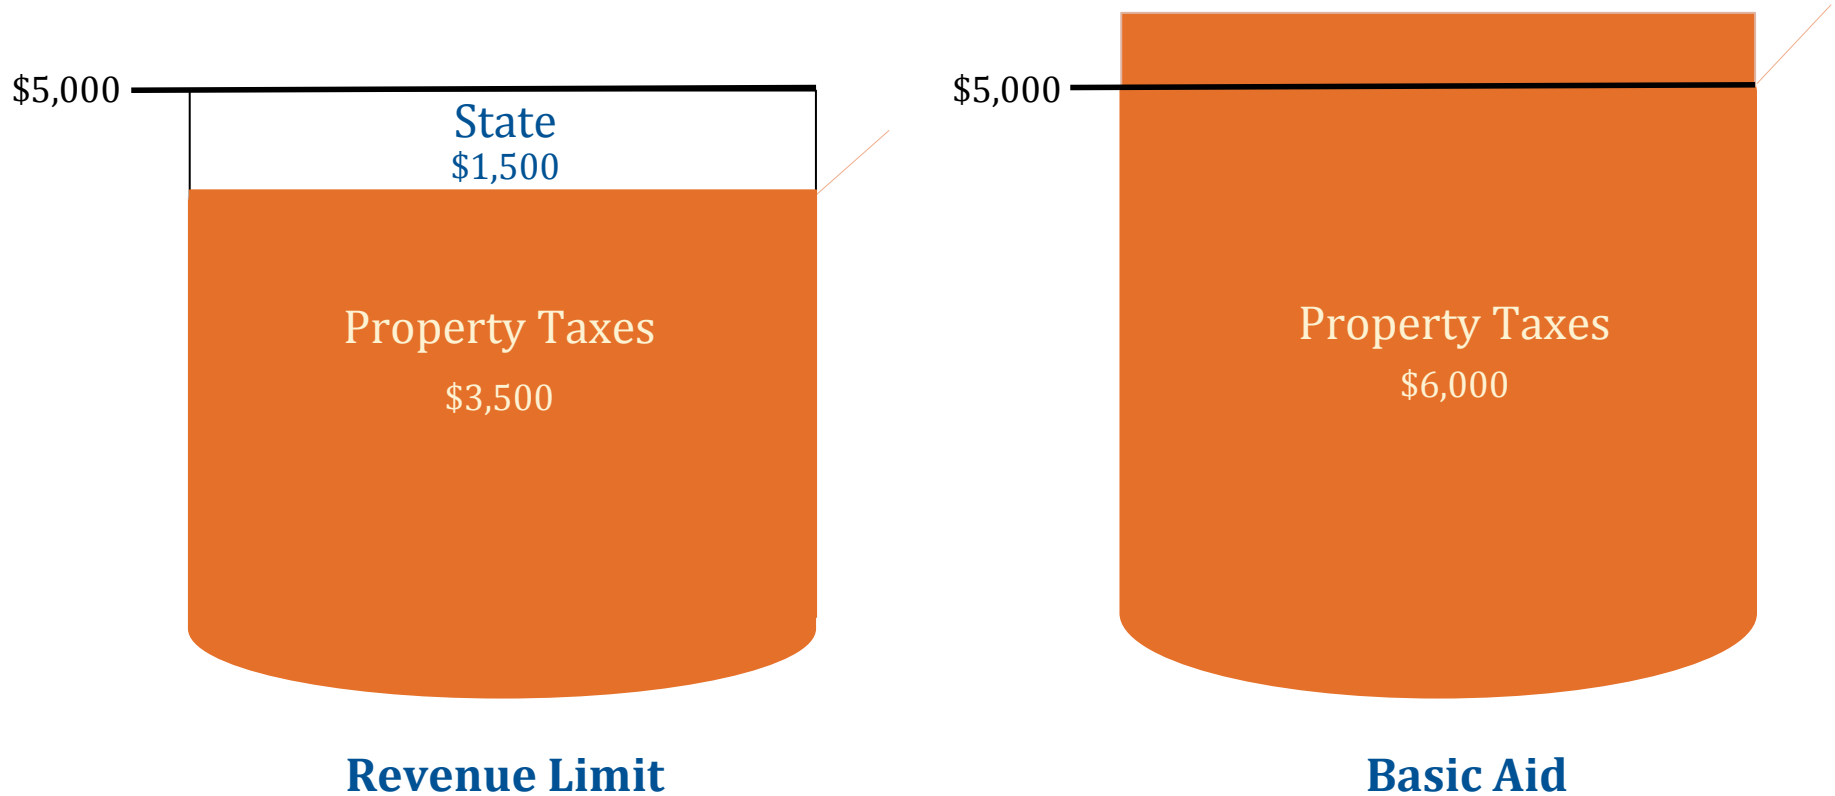 $5,000
State
$1,500
Property Taxes
$3,500
Revenue Limit
$5,000
Property Taxes
$6,000
Basic Aid